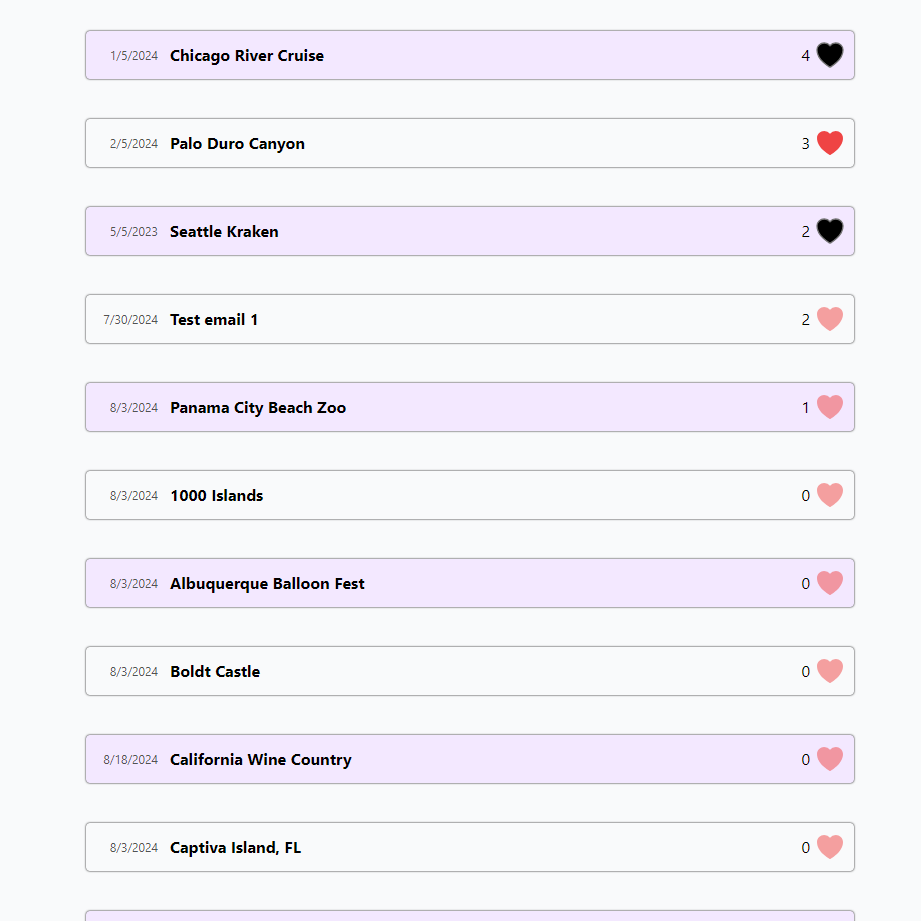 1/5/2024 Chicago River Cruise 4
2/5/2024 Palo Duro Canyon 3
5/5/2023 Seattle Kraken 2
7/30/2024 Test email 1 2
8/3/2024 Panama City Beach Zoo 1
8/3/2024 1000 Islands 0
8/3/2024 Albuquerque Balloon Fest 0
8/3/2024 Boldt Castle 0
8/18/2024 California Wine Country 0
8/3/2024 Captiva Island, FL 0